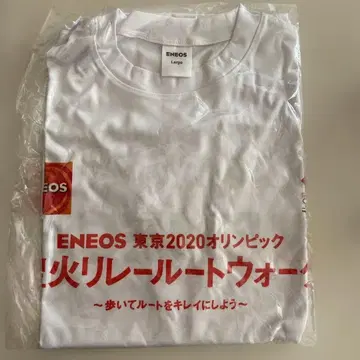 ENEOS
Large
EOS
ENEOS 東京2020オリンピック
火リレールートウォーク
〜歩いてルートをキレイにしよう〜